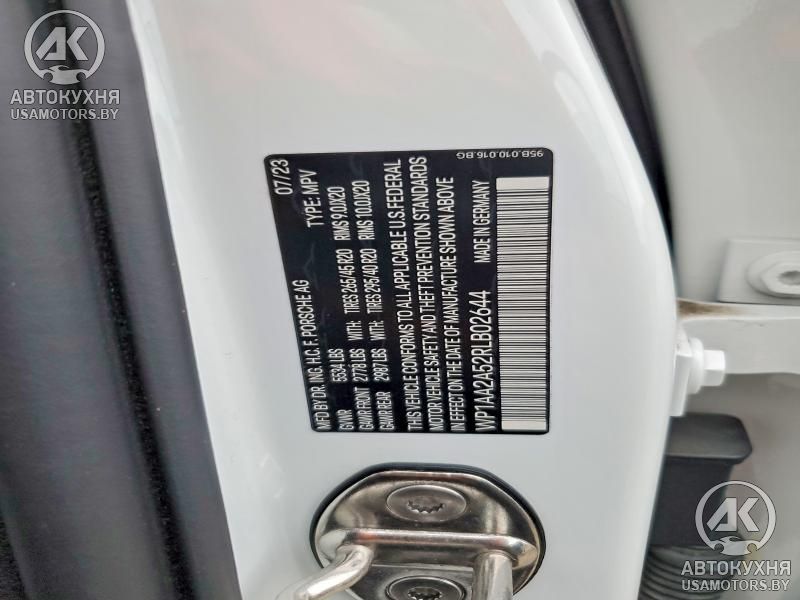 AK
АВТОКУХНЯ
USAMOTORS.BY
MFD BY DR. ING. H.C. F. PORSCHE AG 07/23
GVWR 5534 LBS TYPE: MPV
GAWR FRONT 2778 LBS WITH: TIRES 265/45 R20 RIMS 9.0JX20
GAWR REAR 2987 LBS WITH: TIRES 295/40 R20 RIMS 10.0JX20
THIS VEHICLE CONFORMS TO ALL APPLICABLE U.S. FEDERAL
MOTOR VEHICLE SAFETY AND THEFT PREVENTION STANDARDS
IN EFFECT ON THE DATE OF MANUFACTURE SHOWN ABOVE
WP1AA2A52RLB02644 MADE IN GERMANY
95B.010.016.BG
AK
АВТОКУХНЯ
USAMOTORS.BY